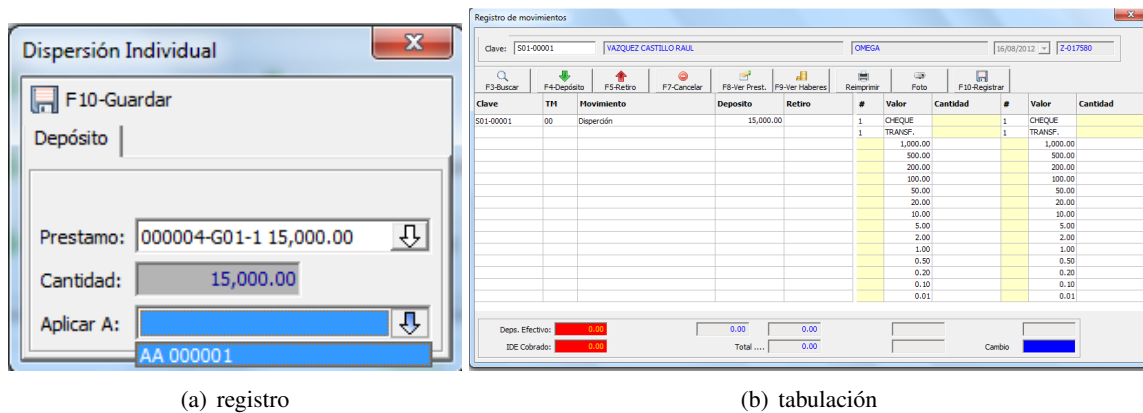 Dispersión Individual
F10-Guardar
Depósito
Prestamo: 000004-G01-1 15,000.00
Cantidad: 15,000.00
Aplicar A:
AA 000001
(a) registro
Registro de movimientos
Clave: S01-00001 VAZQUEZ CASTILLO RAUL OMEGA 16/08/2012 Z-017580
F3-Buscar F4-Depósito F5-Retiro F7-Cancelar F8-Ver Prest. F9-Ver Haberes Reimprimir Foto F10-Registrar
Clave TM Movimiento Deposito Retiro # Valor Cantidad # Valor Cantidad
S01-00001 00 Disperción 15,000.00 1 CHEQUE 1 CHEQUE
1 TRANSF. 1 TRANSF.
1,000.00 1,000.00
500.00 500.00
200.00 200.00
100.00 100.00
50.00 50.00
20.00 20.00
10.00 10.00
5.00 5.00
2.00 2.00
1.00 1.00
0.50 0.50
0.20 0.20
0.10 0.10
0.01 0.01
Deps. Efectivo: 0.00 0.00 0.00
IDE Cobrado: 0.00 Total .... 0.00 Cambio
(b) tabulación